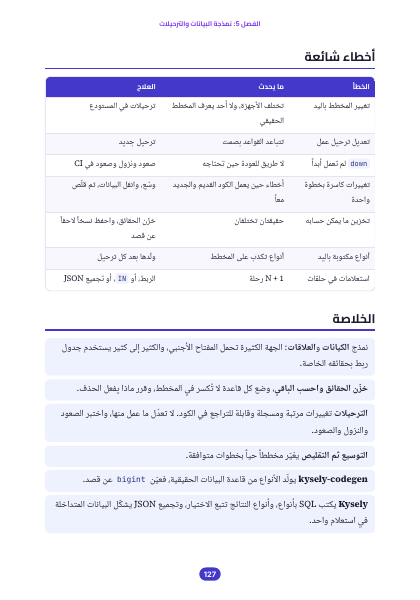 الفصل 5: نمذجة البيانات والترحيلات
أخطاء شائعة
الخطأ ما يحدث العلاج
تغيير المخطط باليد تختلف الأجهزة، ولا أحد يعرف المخطط ترحيلات في المستودع
الحقيقي
تعديل ترحيل عمل تتباعد القواعد بصمت ترحيل جديد
down لم تعمل أبداً لا طريق للعودة حين تحتاجه صعود ونزول وصعود في CI
تغييرات كاسرة بخطوة أخطاء حين يعمل الكود القديم والجديد وسّع، وانقل البيانات، ثم قلّص
واحدة معاً
تخزين ما يمكن حسابه حقيقتان تختلفان خزّن الحقائق، واحفظ نسخاً لاحقاً
عن قصد
أنواع مكتوبة باليد أنواع تكذب على المخطط ولّدها بعد كل ترحيل
استعلامات في حلقات N + 1 رحلة الربط، أو IN، أو تجميع JSON
الخلاصة
نمذج الكيانات والعلاقات: الجهة الكثيرة تحمل المفتاح الأجنبي، والكثير إلى كثير يستخدم جدول
ربط بحقائقه الخاصة.
خزّن الحقائق واحسب الباقي، وضع كل قاعدة لا تُكسر في المخطط، وقرر ماذا يفعل الحذف.
الترحيلات تغييرات مرتبة ومسجلة وقابلة للتراجع في الكود. لا تعدّل ما عمل منها، واختبر الصعود
والنزول والصعود.
التوسيع ثم التقليص يغيّر مخططاً حياً بخطوات متوافقة.
kysely-codegen يولّد الأنواع من قاعدة البيانات الحقيقية، فعيّن bigint عن قصد.
Kysely يكتب SQL بأنواع، وأنواع النتائج تتبع الاختيار، وتجميع JSON يشكّل البيانات المتداخلة
في استعلام واحد.
127